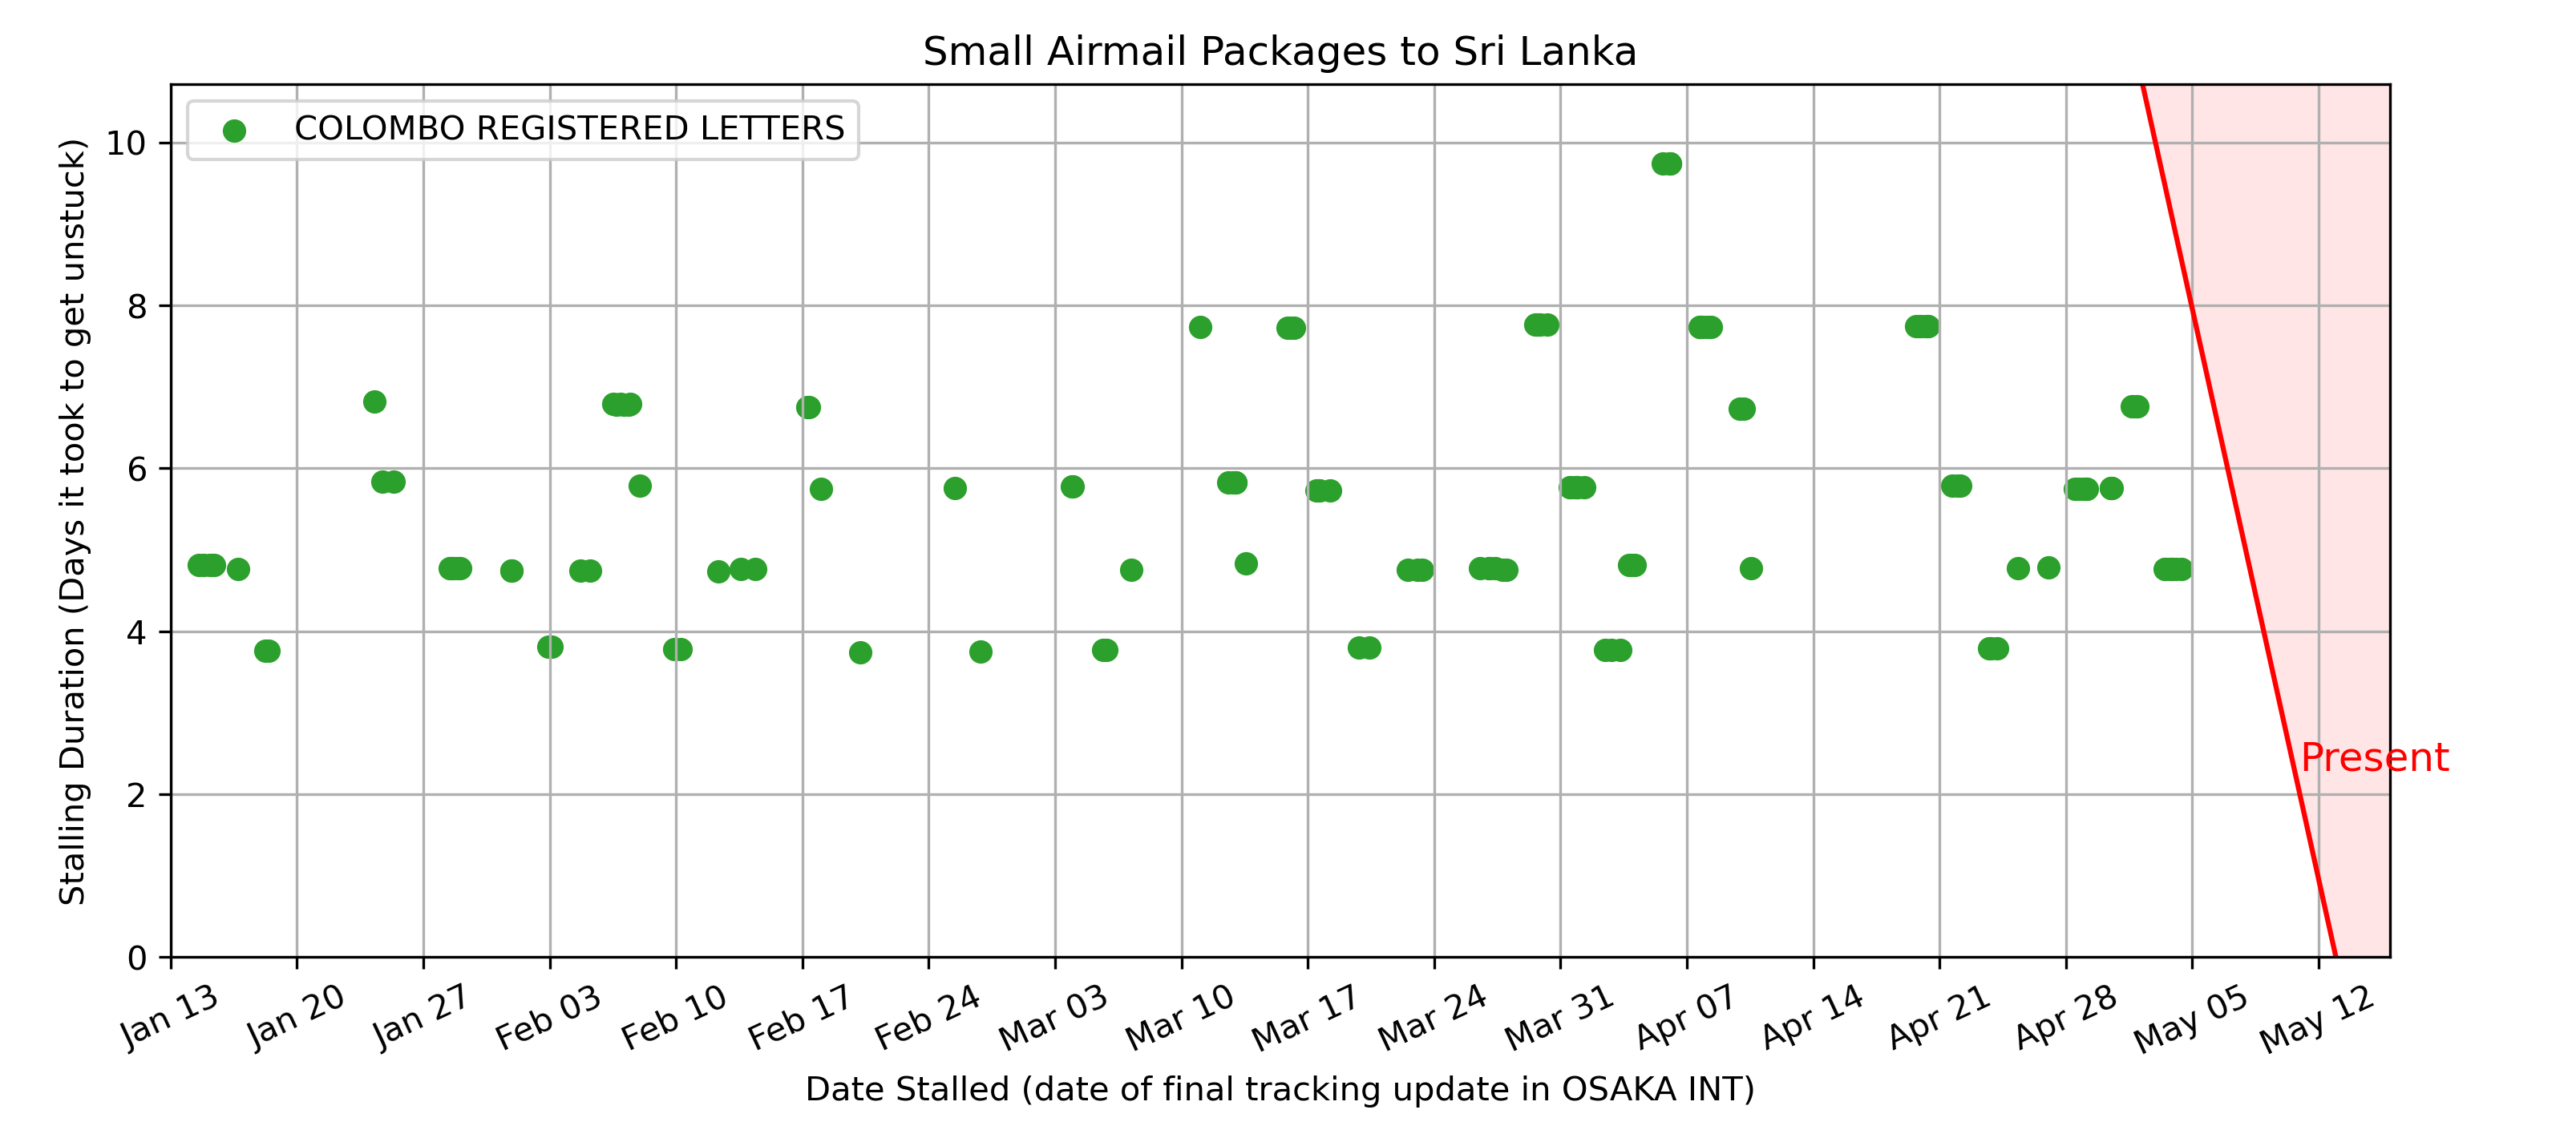 Small Airmail Packages to Sri Lanka
COLOMBO REGISTERED LETTERS
Stalling Duration (Days it took to get unstuck)
10
8
6
4
2
0
Present
Jan 13 Jan 20 Jan 27 Feb 03 Feb 10 Feb 17 Feb 24 Mar 03 Mar 10 Mar 17 Mar 24 Mar 31 Apr 07 Apr 14 Apr 21 Apr 28 May 05 May 12
Date Stalled (date of final tracking update in OSAKA INT)